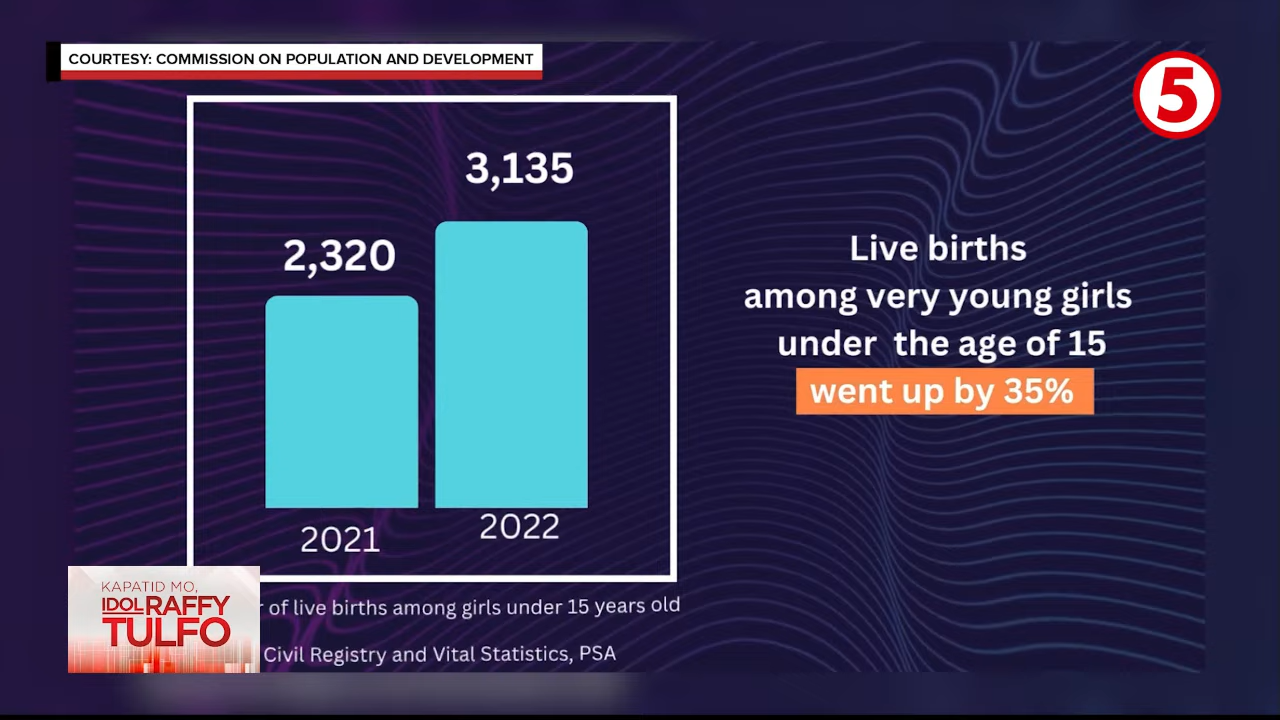 COURTESY: COMMISSION ON POPULATION AND DEVELOPMENT
5
3,135
2,320
2021
2022
Live births
among very young girls
under the age of 15
went up by 35%
of live births among girls under 15 years old
Civil Registry and Vital Statistics, PSA
KAPATID MO,
IDOL RAFFY
TULFO